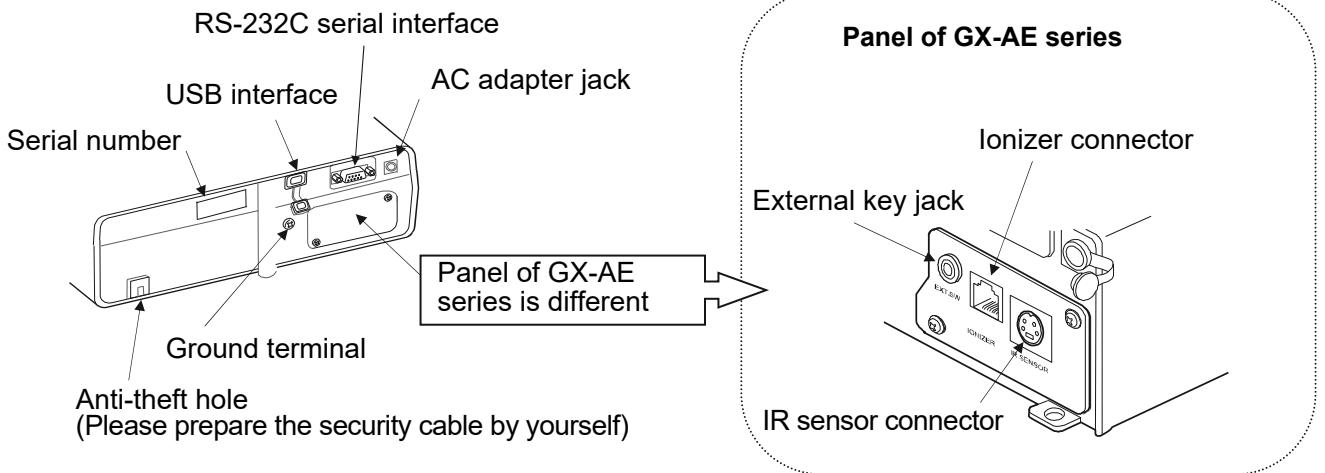 RS-232C serial interface
AC adapter jack
USB interface
Serial number
Panel of GX-AE
series is different
Ground terminal
Anti-theft hole
(Please prepare the security cable by yourself)
Panel of GX-AE series
Ionizer connector
External key jack
EXT.SW
IONIZER
IR SENSOR
IR sensor connector